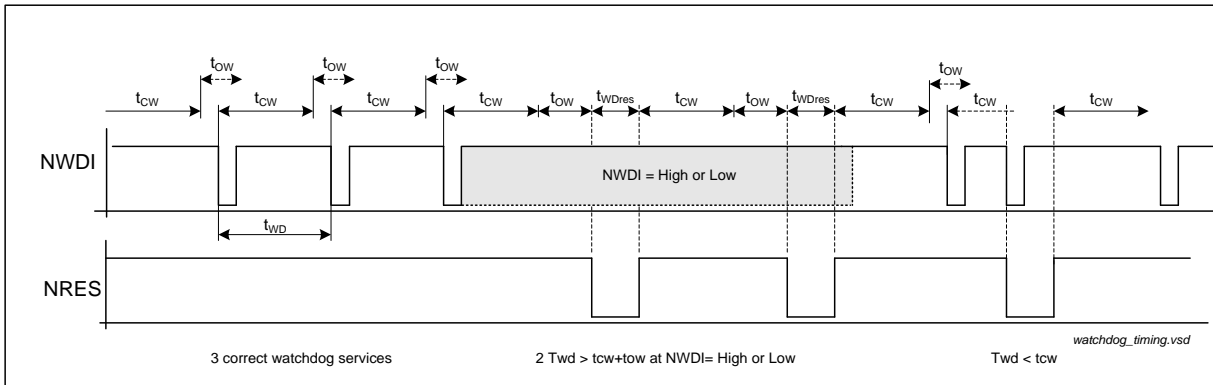 tOW tOW tOW tOW
tCW tCW tCW tCW tOW tWDres tCW tOW tWDres tCW tCW tCW
NWDI
NWDI = High or Low
tWD
NRES
watchdog_timing.vsd
3 correct watchdog services 2 Twd > tcw+tow at NWDI= High or Low Twd < tcw